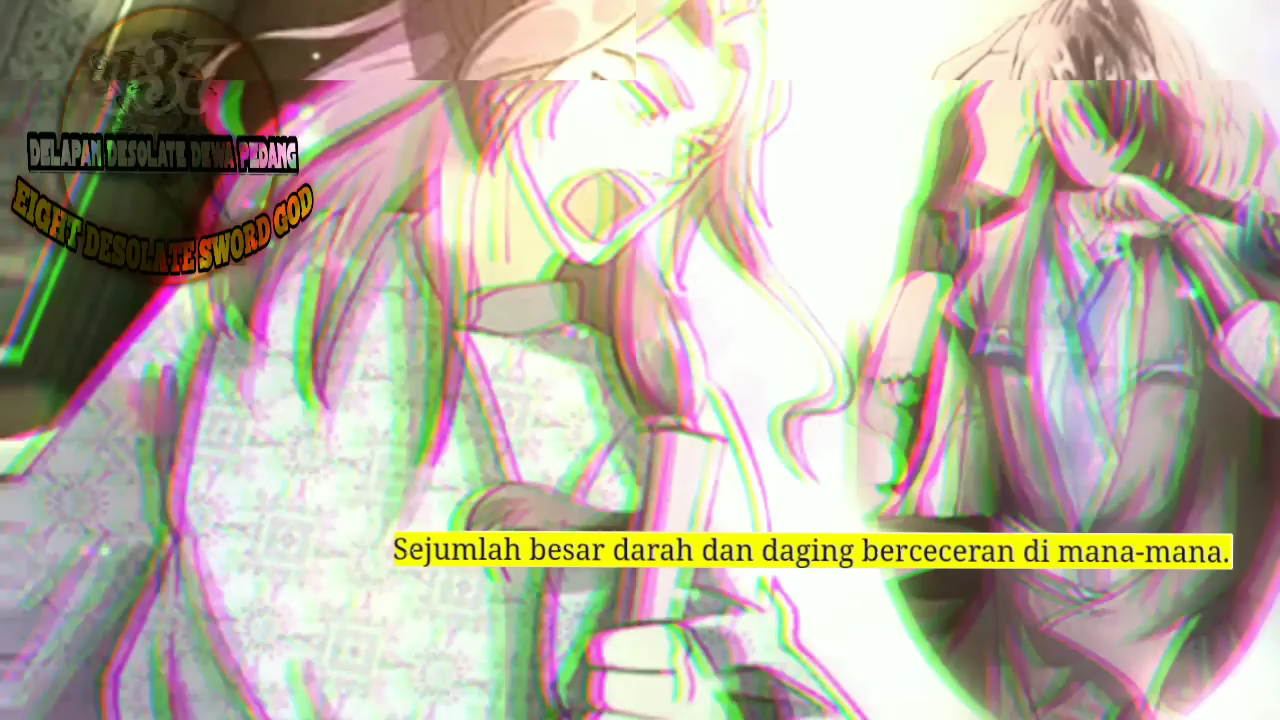 DELAPAN DESOLATE DEWA PEDANG
EIGHT DESOLATE SWORD GOD
Sejumlah besar darah dan daging berceceran di mana-mana.